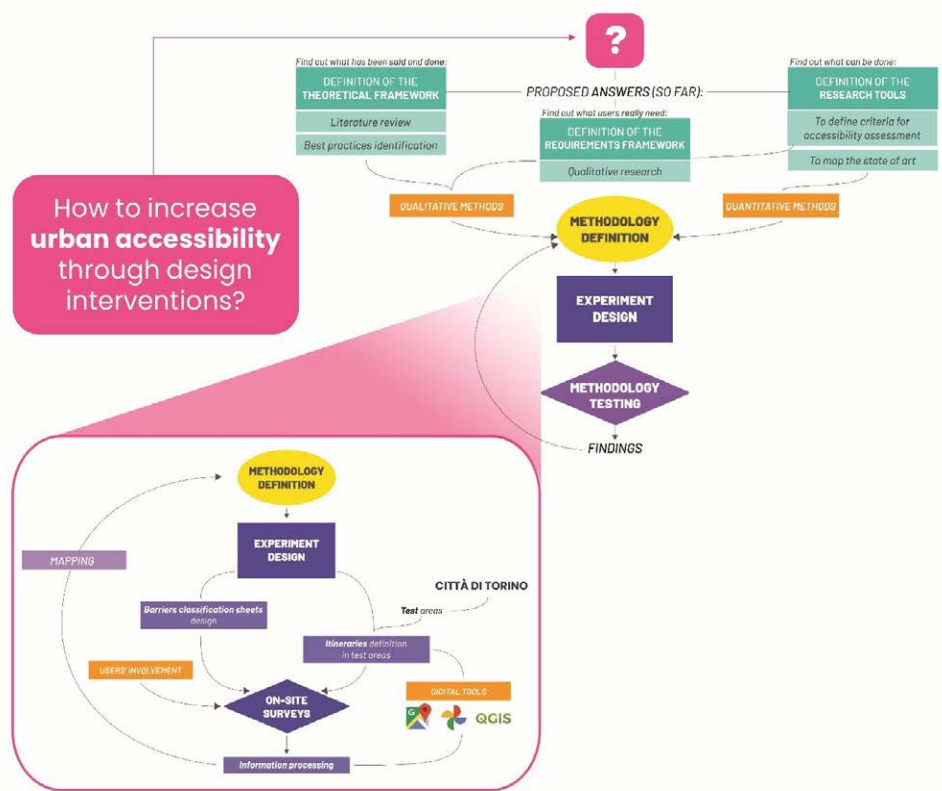 ?
Find out what has been said and done:
DEFINITION OF THE
THEORETICAL FRAMEWORK
Literature review
Best practices identification
PROPOSED ANSWERS (SO FAR):
Find out what users really need:
DEFINITION OF THE
REQUIREMENTS FRAMEWORK
Qualitative research
Find out what can be done:
DEFINITION OF THE
RESEARCH TOOLS
To define criteria for
accessibility assessment
To map the state of art
QUALITATIVE METHODS
QUANTITATIVE METHODS
How to increase
urban accessibility
through design
interventions?
METHODOLOGY
DEFINITION
EXPERIMENT
DESIGN
METHODOLOGY
TESTING
FINDINGS
METHODOLOGY
DEFINITION
EXPERIMENT
DESIGN
MAPPING
CITTÀ DI TORINO
Test areas
Barriers classification sheets
design
Itineraries definition
in test areas
USERS' INVOLVEMENT
ON-SITE
SURVEYS
DIGITAL TOOLS
G
QGIS
Information processing